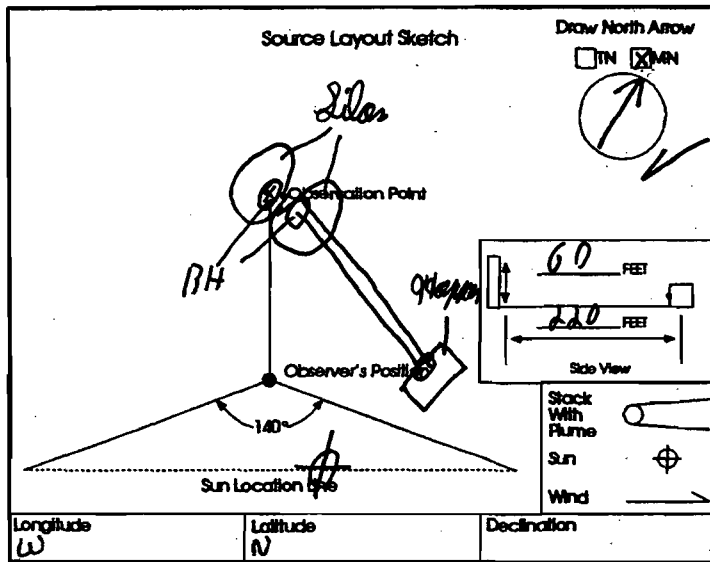 Source Layout Sketch
Draw North Arrow
TN X MN
Silos
Observation Point
BH
Hopper
60 FEET
220 FEET
Side View
Observer's Position
140°
Sun Location Line
Stack
With
Plume
Sun
Wind
Longitude
W
Latitude
N
Declination